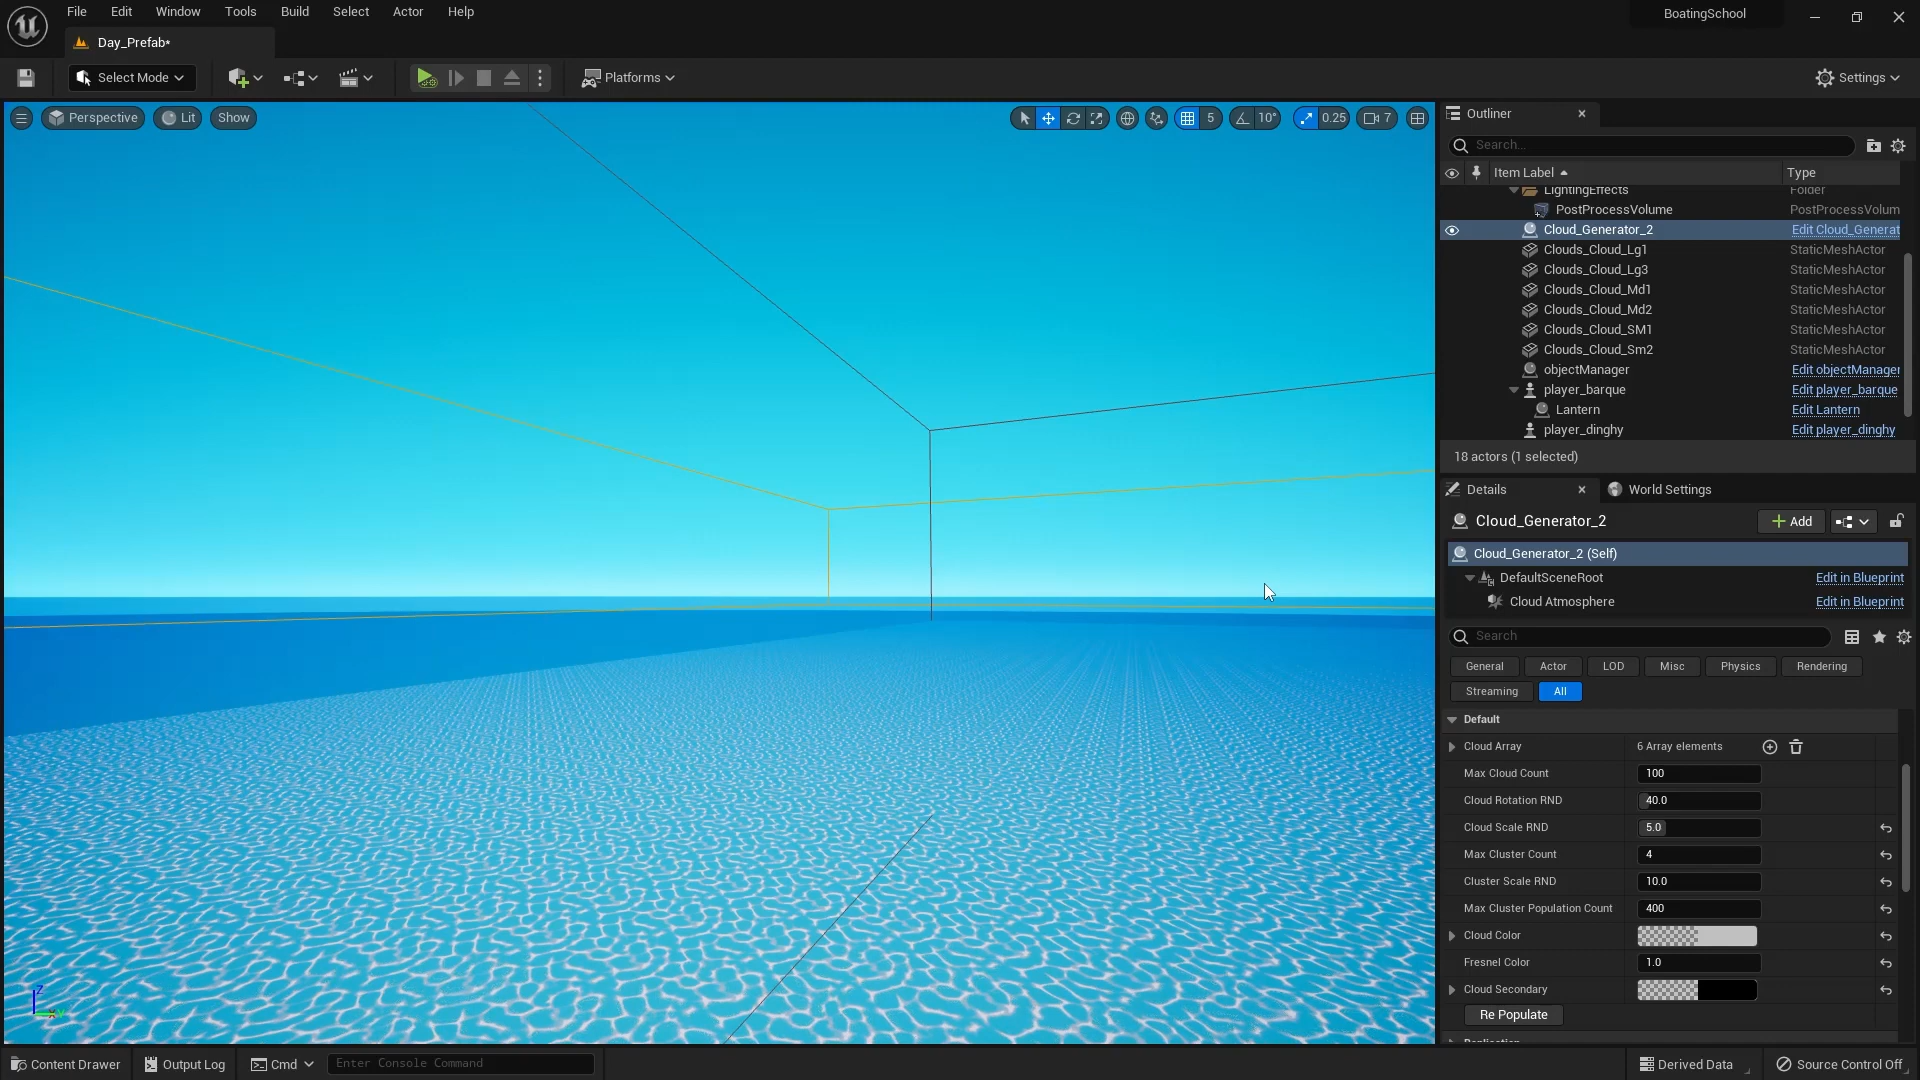 File Edit Window Tools Build Select Actor Help
BoatingSchool
Day_Prefab*
Select Mode
Platforms
Settings
Perspective
Lit
Show
5
10°
0.25
7
Outliner
Search...
Item Label
Type
LightingEffects Folder
PostProcessVolume PostProcessVolum
Cloud_Generator_2 Edit Cloud_Generat
Clouds_Cloud_Lg1 StaticMeshActor
Clouds_Cloud_Lg3 StaticMeshActor
Clouds_Cloud_Md1 StaticMeshActor
Clouds_Cloud_Md2 StaticMeshActor
Clouds_Cloud_SM1 StaticMeshActor
Clouds_Cloud_Sm2 StaticMeshActor
objectManager Edit objectManager
player_barque Edit player_barque
Lantern Edit Lantern
player_dinghy Edit player_dinghy
18 actors (1 selected)
Details
World Settings
Cloud_Generator_2
Add
Cloud_Generator_2 (Self)
DefaultSceneRoot Edit in Blueprint
Cloud Atmosphere Edit in Blueprint
Search
General Actor LOD Misc Physics Rendering
Streaming All
Default
Cloud Array 6 Array elements
Max Cloud Count 100
Cloud Rotation RND 40.0
Cloud Scale RND 5.0
Max Cluster Count 4
Cluster Scale RND 10.0
Max Cluster Population Count 400
Cloud Color
Fresnel Color 1.0
Cloud Secondary
Re Populate
Z
Y
Content Drawer
Output Log
Cmd
Enter Console Command
Derived Data
Source Control Off